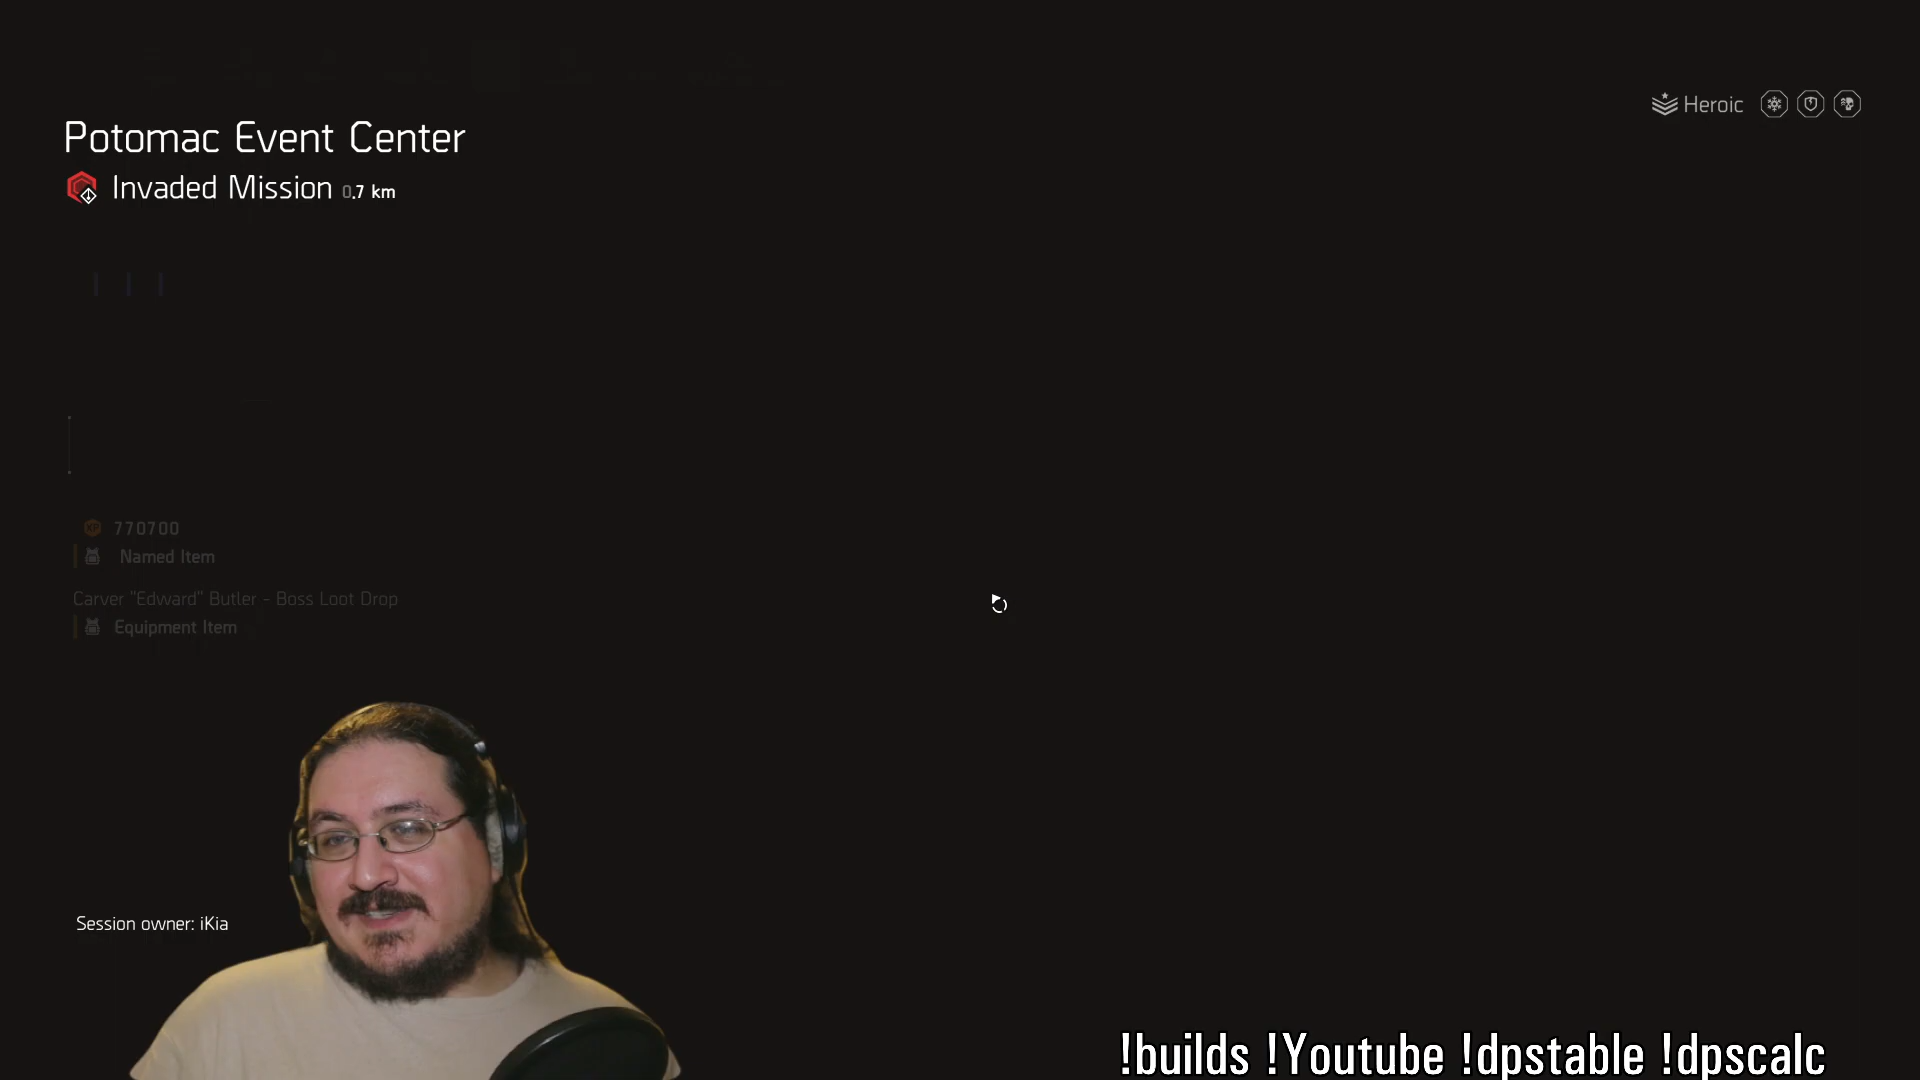 Heroic
Potomac Event Center
Invaded Mission 0.7 km
770700
Named Item
Carver "Edward" Butler - Boss Loot Drop
Equipment Item
Session owner: iKia
!builds !Youtube !dpstable !dpscalc